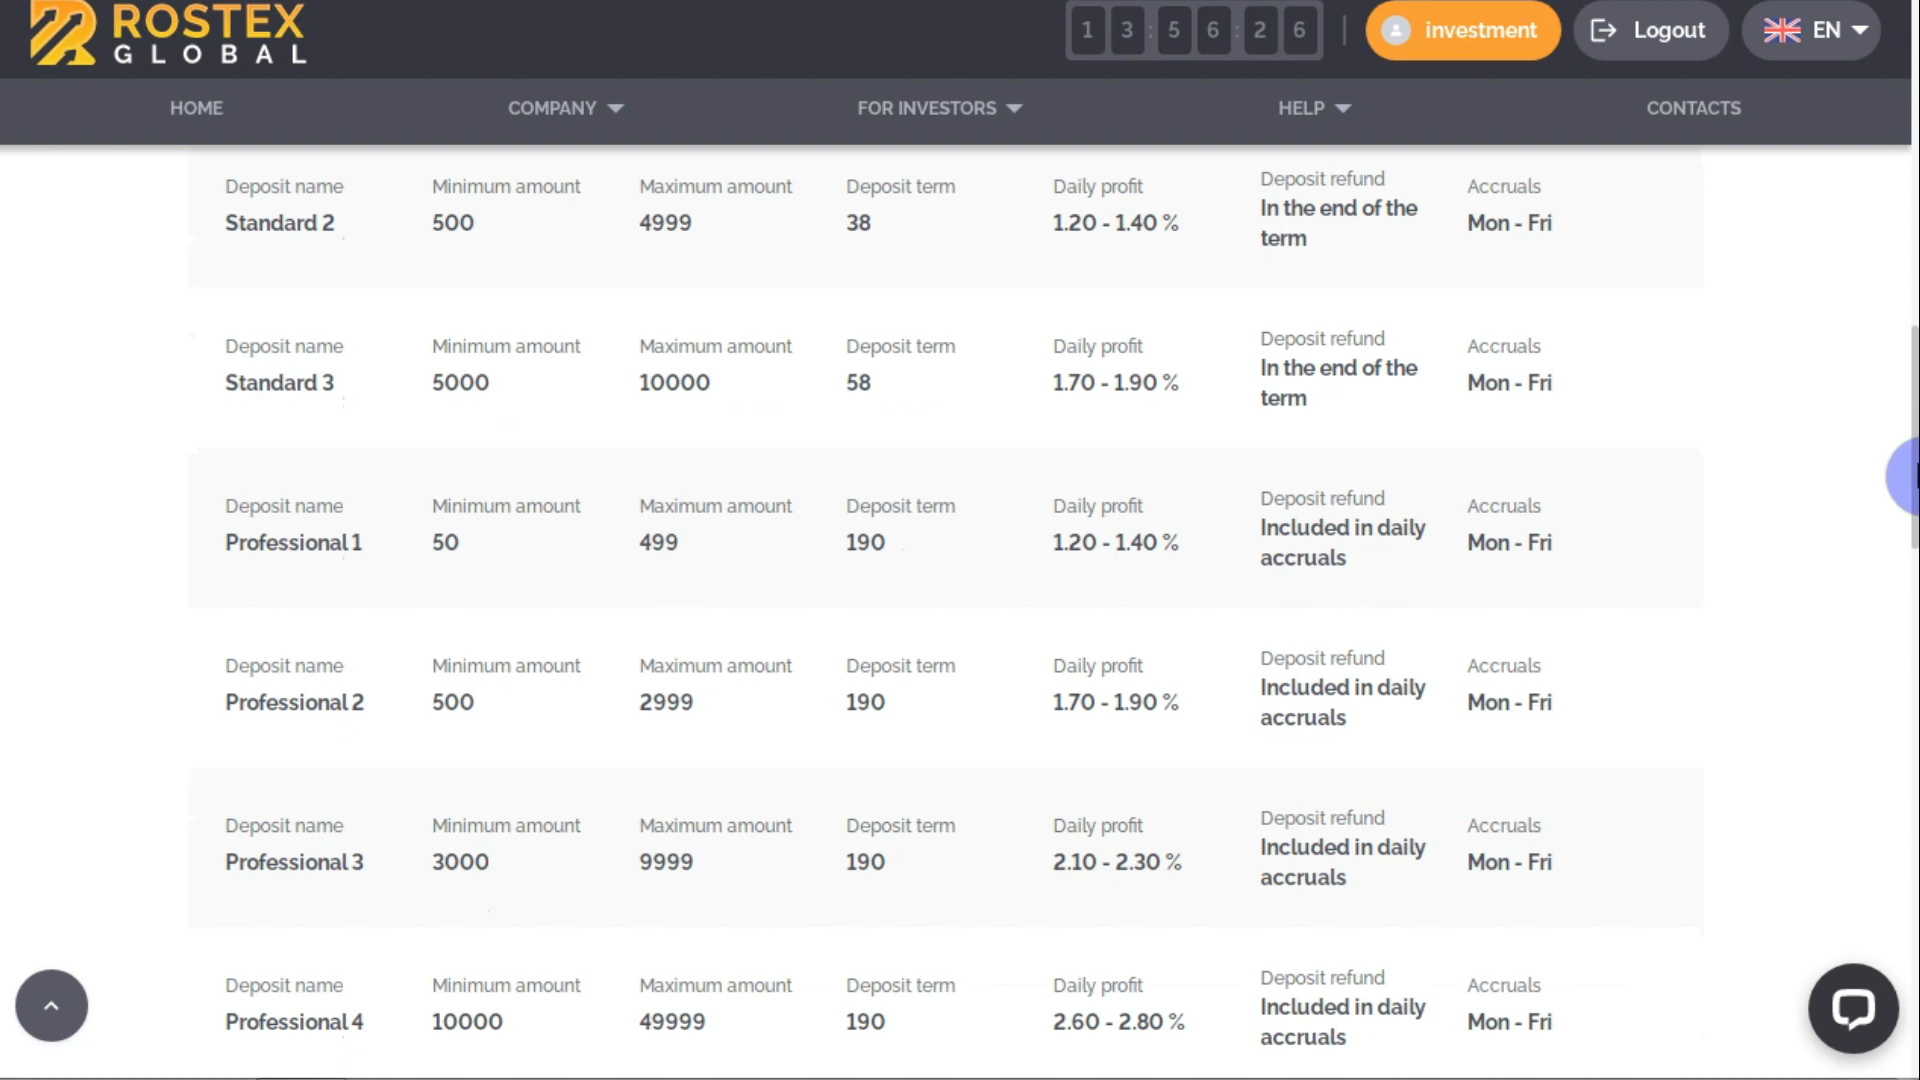 ROSTEX
GLOBAL
13:56:26
investment
Logout
EN
HOME
COMPANY
FOR INVESTORS
HELP
CONTACTS
Deposit name Minimum amount Maximum amount Deposit term Daily profit Deposit refund Accruals
Standard 2 500 4999 38 1.20 - 1.40 % In the end of the term Mon - Fri
Deposit name Minimum amount Maximum amount Deposit term Daily profit Deposit refund Accruals
Standard 3 5000 10000 58 1.70 - 1.90 % In the end of the term Mon - Fri
Deposit name Minimum amount Maximum amount Deposit term Daily profit Deposit refund Accruals
Professional 1 50 499 190 1.20 - 1.40 % Included in daily accruals Mon - Fri
Deposit name Minimum amount Maximum amount Deposit term Daily profit Deposit refund Accruals
Professional 2 500 2999 190 1.70 - 1.90 % Included in daily accruals Mon - Fri
Deposit name Minimum amount Maximum amount Deposit term Daily profit Deposit refund Accruals
Professional 3 3000 9999 190 2.10 - 2.30 % Included in daily accruals Mon - Fri
Deposit name Minimum amount Maximum amount Deposit term Daily profit Deposit refund Accruals
Professional 4 10000 49999 190 2.60 - 2.80 % Included in daily accruals Mon - Fri